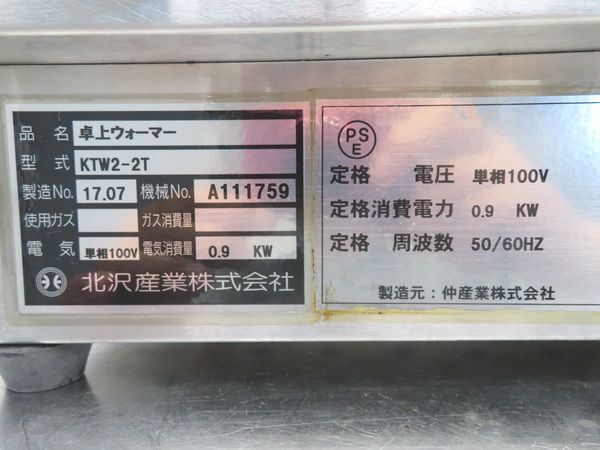 品名 卓上ウォーマー
型式 KTW2-2T
製造No. 17.07 機械No. A111759
使用ガス ガス消費量
電気 単相100V 電気消費量 0.9 KW
北沢産業株式会社
PS
E
定格 電圧 単相100V
定格消費電力 0.9 KW
定格 周波数 50/60HZ
製造元：仲産業株式会社